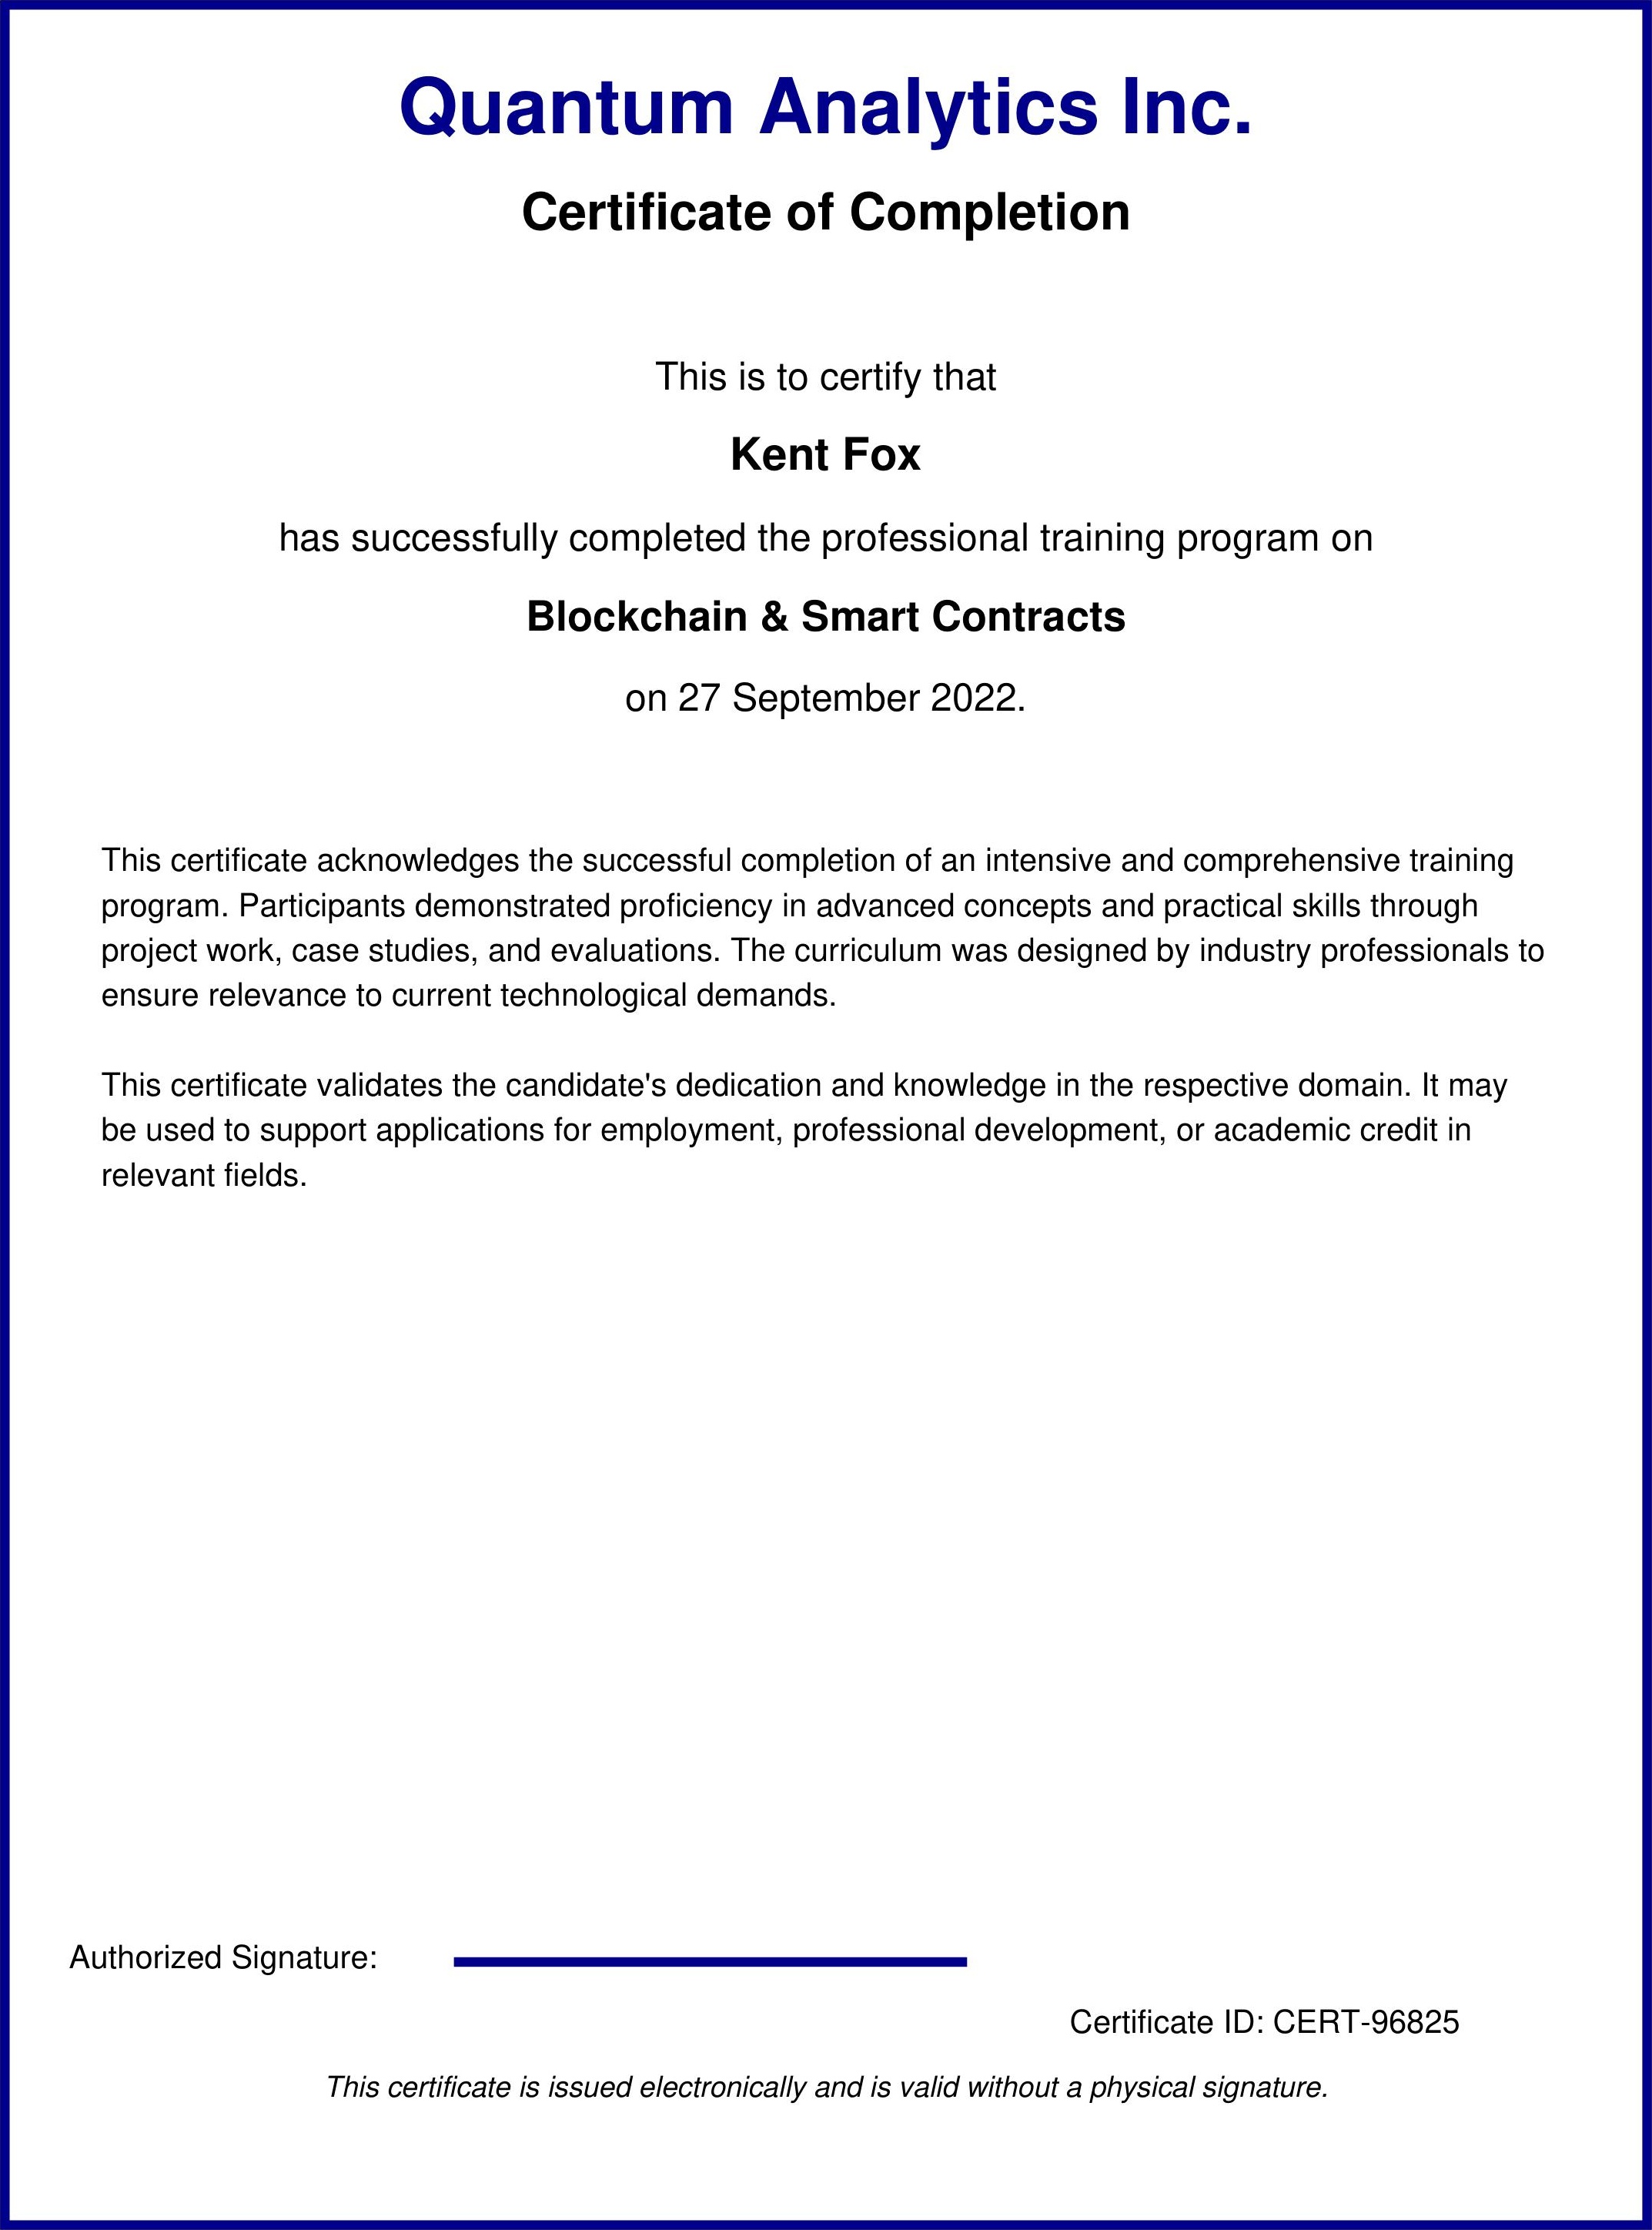 Quantum Analytics Inc.
Certificate of Completion
This is to certify that
Kent Fox
has successfully completed the professional training program on
Blockchain & Smart Contracts
on 27 September 2022.
This certificate acknowledges the successful completion of an intensive and comprehensive training
program. Participants demonstrated proficiency in advanced concepts and practical skills through
project work, case studies, and evaluations. The curriculum was designed by industry professionals to
ensure relevance to current technological demands.
This certificate validates the candidate's dedication and knowledge in the respective domain. It may
be used to support applications for employment, professional development, or academic credit in
relevant fields.
Authorized Signature:
Certificate ID: CERT-96825
This certificate is issued electronically and is valid without a physical signature.